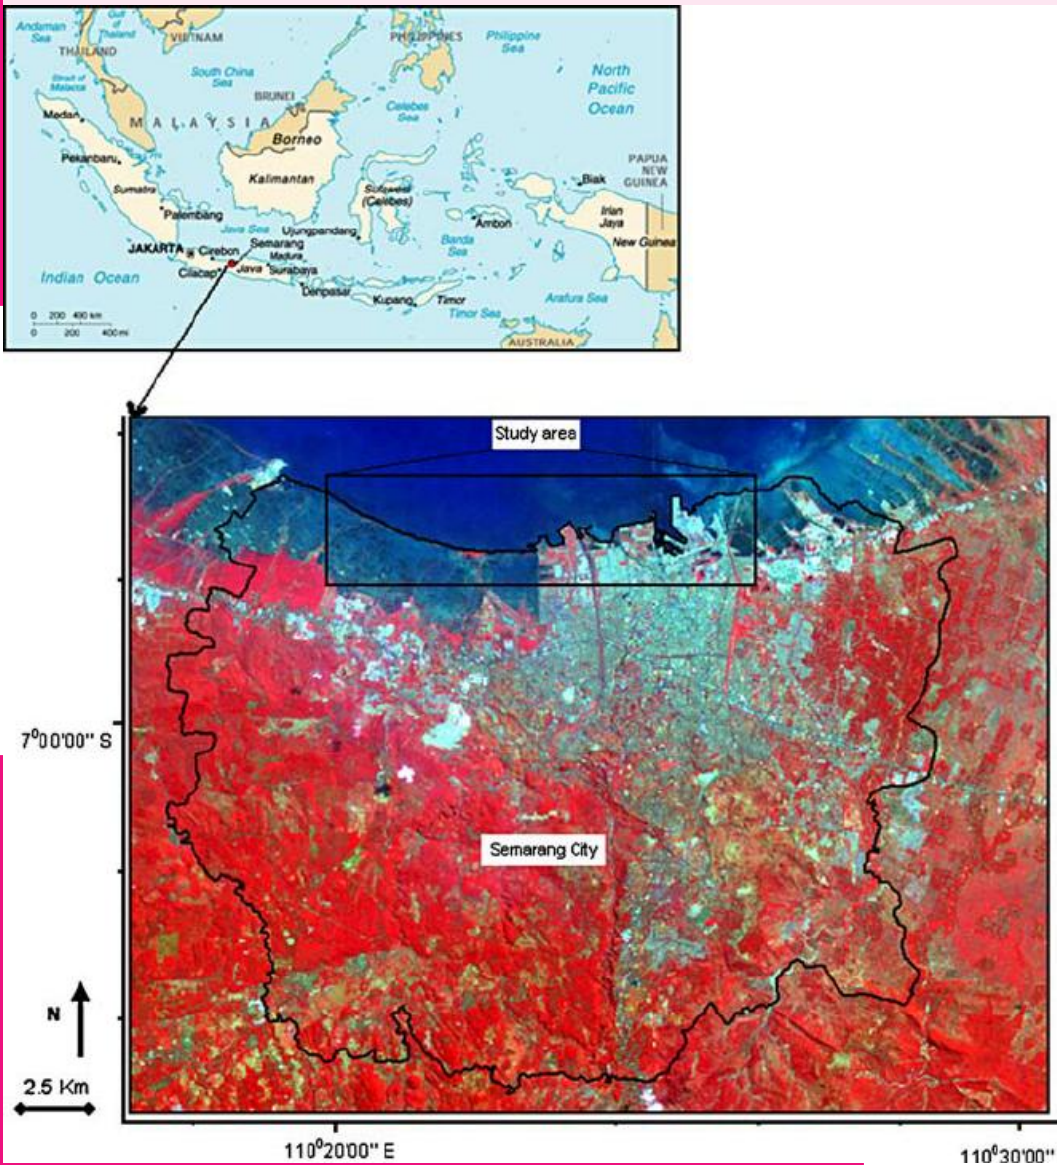 Andaman
Sea
Gulf
of
Thailand
THAILAND
VIETNAM
PHILIPPINES
Philippine
Sea
South China
Sea
North
Pacific
Ocean
Strait of
Malacca
BRUNEI
Celebes
Sea
Medan
MALAYSIA
Borneo
Pekanbaru
Kalimantan
PAPUA
NEW
GUINEA
Sumatra
Sulawesi
(Celebes)
Biak
Palembang
Irian
Jaya
Ambon
Java Sea
Ujungpandang
Banda
Sea
New Guinea
JAKARTA
Cirebon
Semarang
Madura
Indian Ocean
Cilacap
Java
Surabaya
Denpasar
Kupang
Timor
Arafura Sea
Timor Sea
0 200 400 km
0 200 400 mi
AUSTRALIA
Study area
7⁰00'00" S
Semarang City
N
2.5 Km
110⁰20'00" E
110⁰30'00"